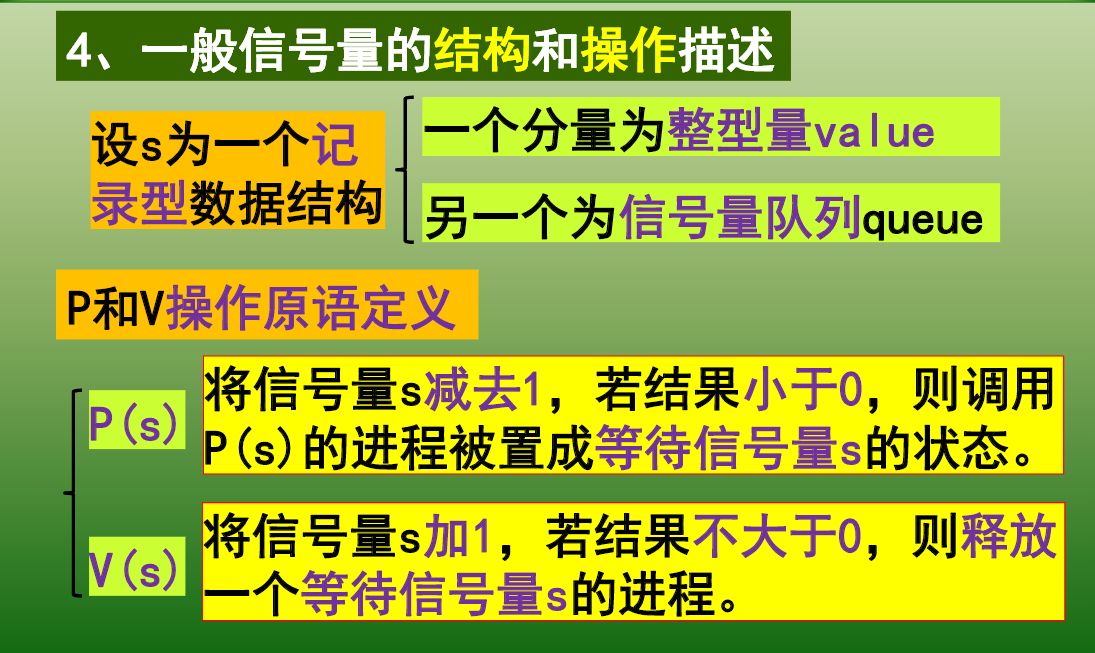 4、一般信号量的结构和操作描述
设s为一个记
录型数据结构
一个分量为整型量value
另一个为信号量队列queue
P和V操作原语定义
P(s)
将信号量s减去1，若结果小于0，则调用
P(s)的进程被置成等待信号量s的状态。
V(s)
将信号量s加1，若结果不大于0，则释放
一个等待信号量s的进程。